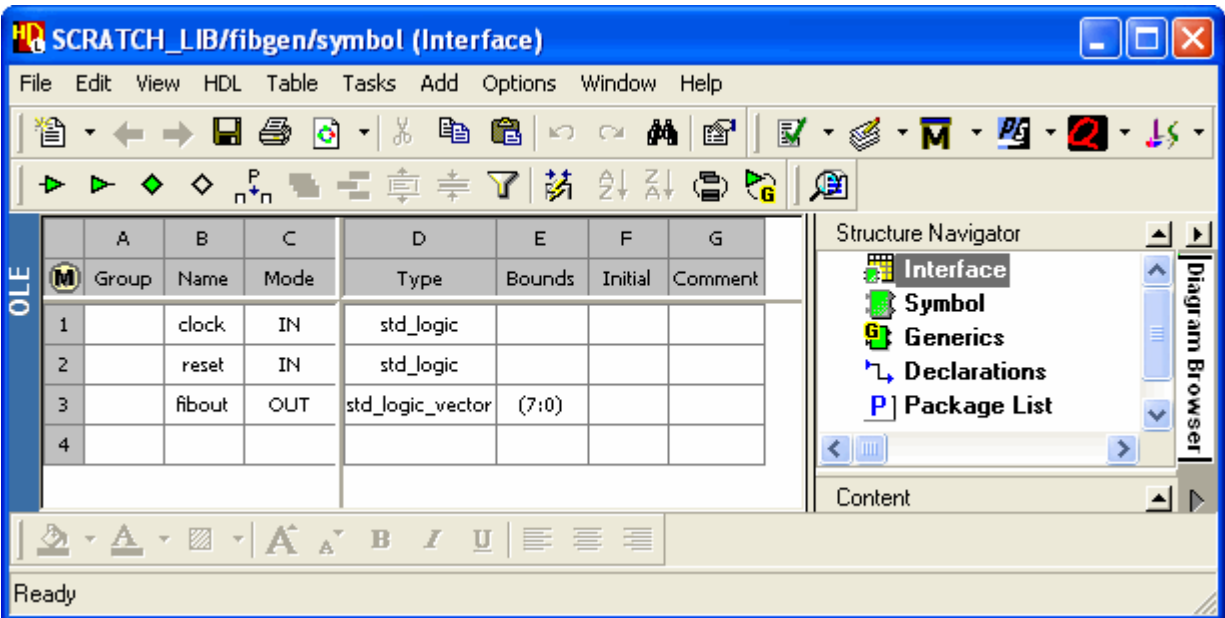 SCRATCH_LIB/fibgen/symbol (Interface)
File Edit View HDL Table Tasks Add Options Window Help
OLE
A B C D E F G
M Group Name Mode Type Bounds Initial Comment
1 clock IN std_logic
2 reset IN std_logic
3 fibout OUT std_logic_vector (7:0)
4
Structure Navigator
Interface
Symbol
G Generics
Declarations
P Package List
Diagram Browser
Content
A A A B I U
Ready